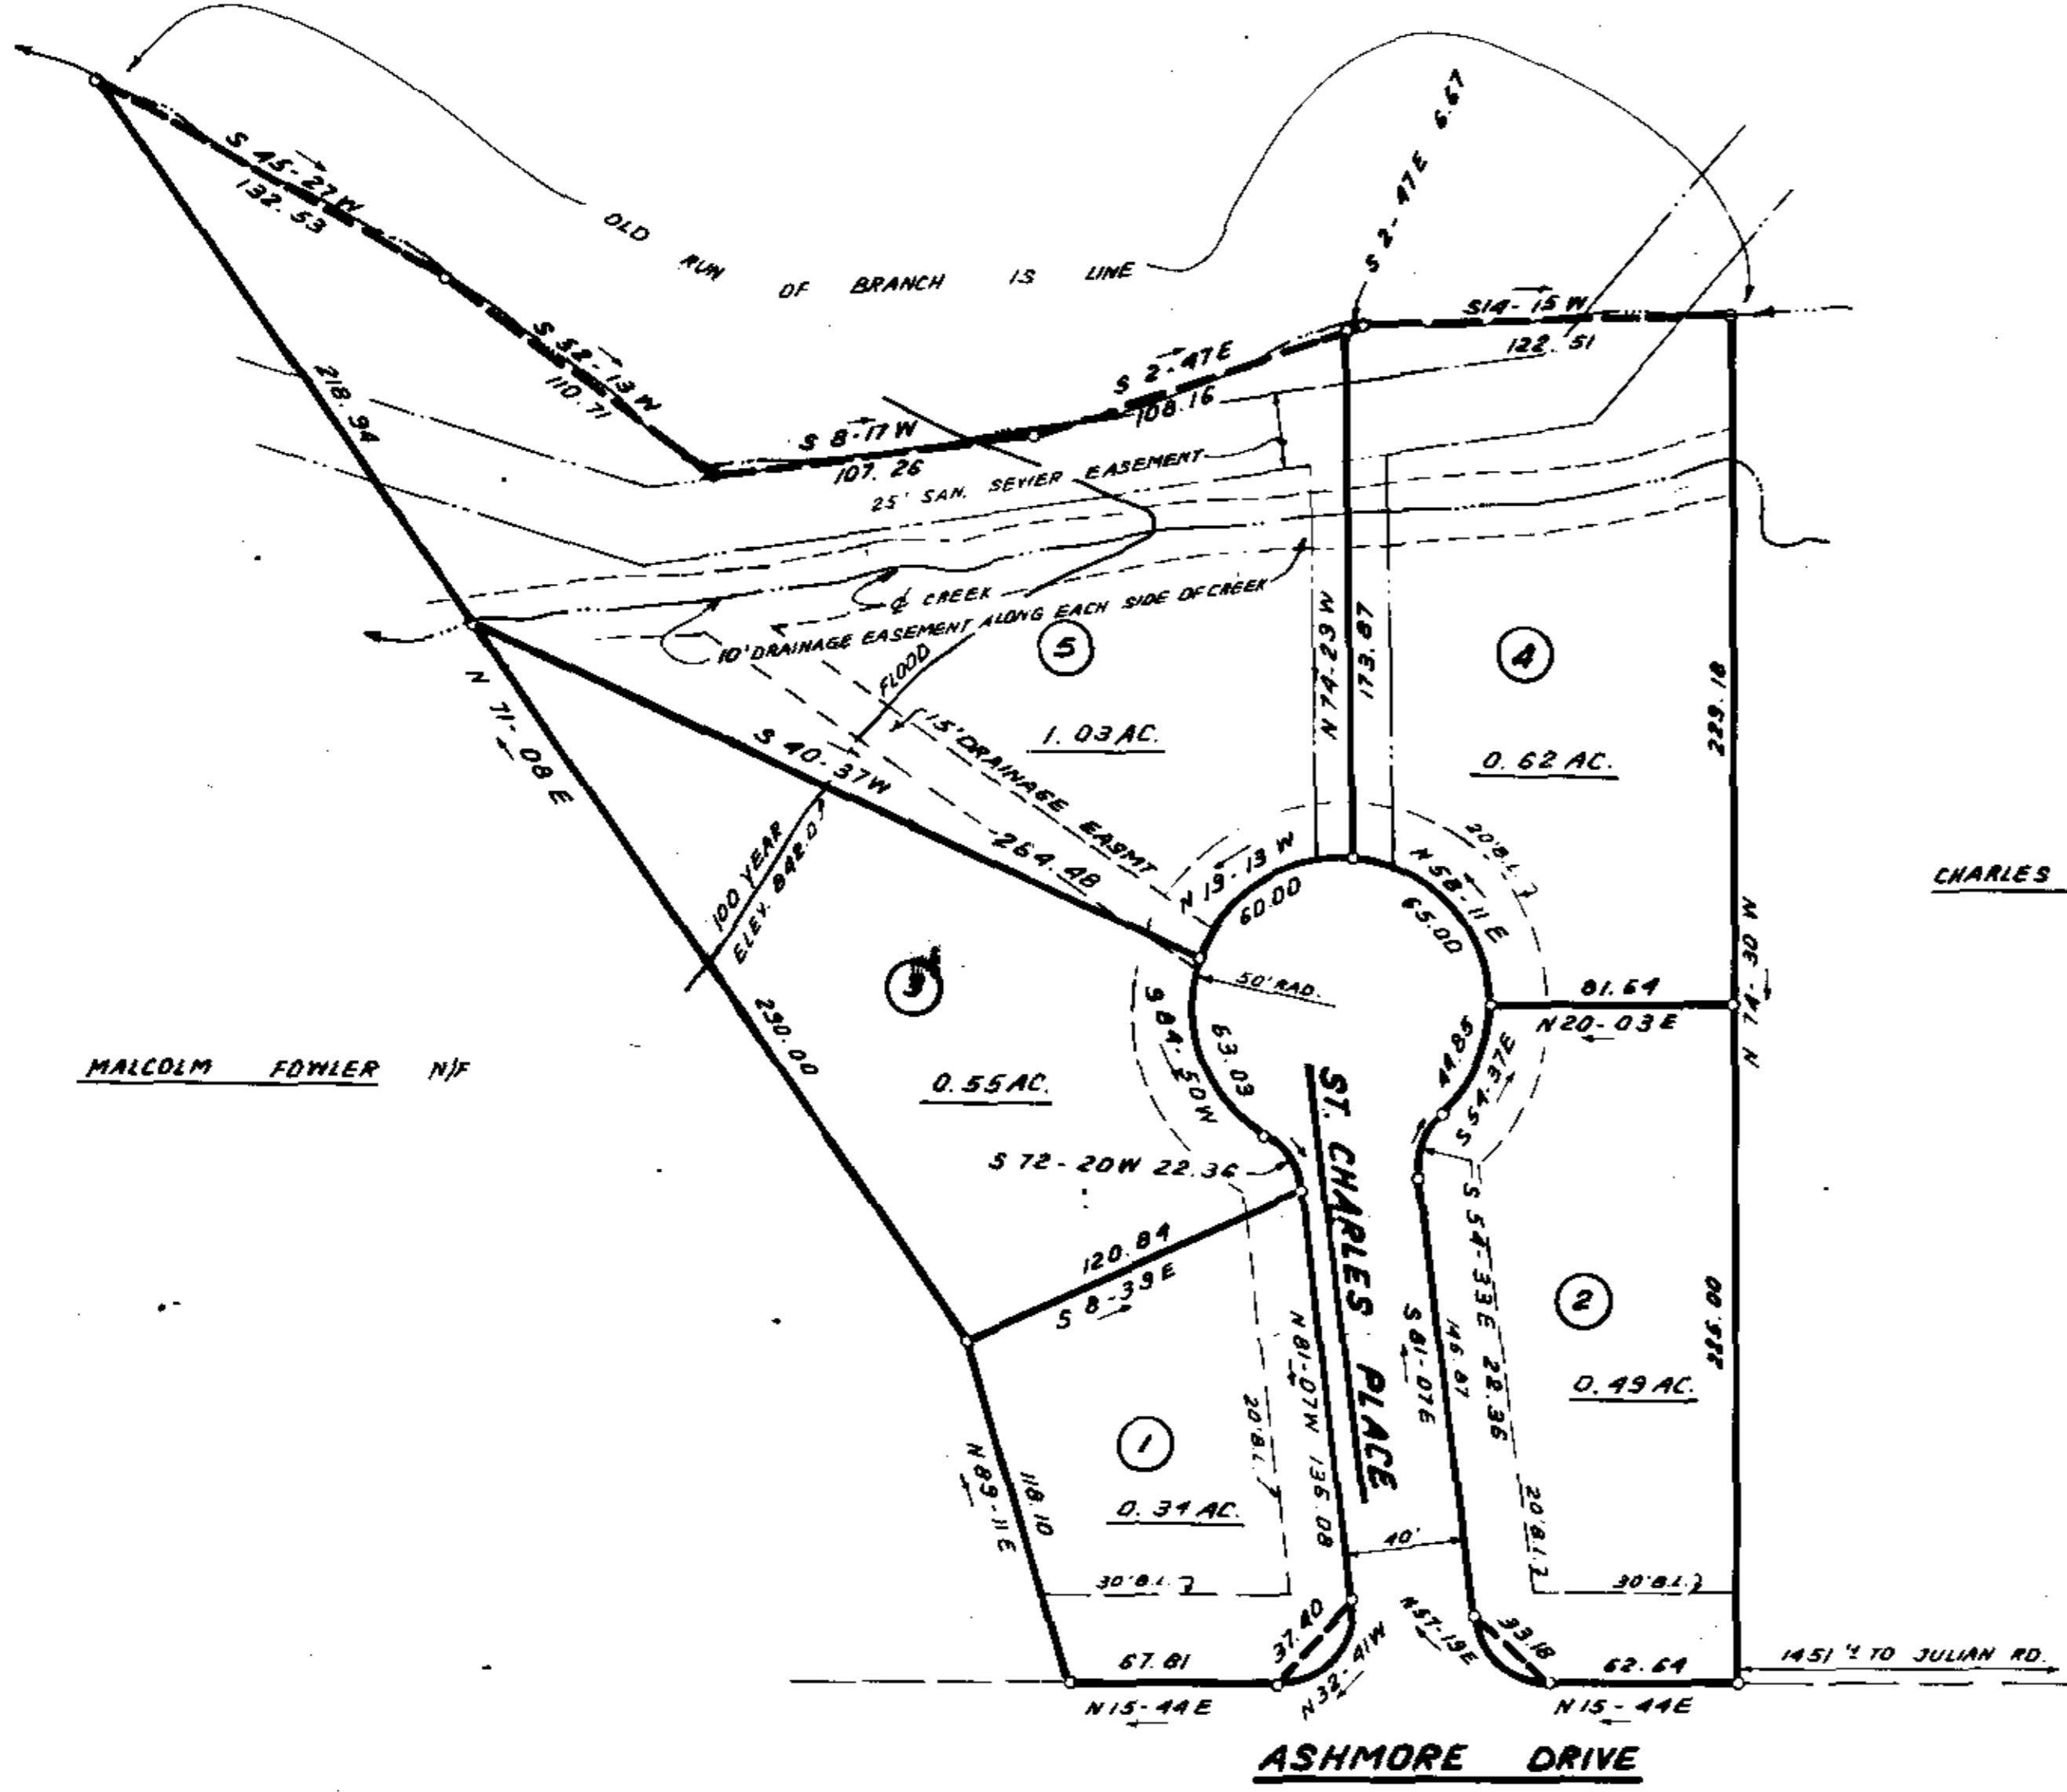 S 45-27 W
132.53
OLD RUN OF BRANCH IS LINE
S 2-47 E 6.67
S14-15 W
122.51
S 52-13 W
110.71
S 2-47 E
108.16
S 8-17 W
107.26
218.94
25' SAN. SEWER EASEMENT
₵ CREEK
10' DRAINAGE EASEMENT ALONG EACH SIDE OF CREEK
FLOOD
5
1.03 AC.
N 74-23 W
173.87
4
0.62 AC.
229.18
N 71-08 E
S 40-37 W
264.48
15' DRAINAGE EASMT
100 YEAR
ELEV. 842.0
N 19-13 W
60.00
20' B.L.
N 58-11 E
65.00
CHARLES
3
0.55 AC.
290.00
50' RAD.
81.64
N 20-03 E
N 74-30 W
MALCOLM FOWLER N/F
S 84-50 W
63.03
44.85
S 54-37 E
S 72-20 W 22.36
ST. CHARLES PLACE
120.84
S 8-39 E
S 54-33 E 22.36
2
0.49 AC.
225.00
N 81-07 W 136.08
S 81-07 E
146.87
20' B.L.
1
0.34 AC.
N 89-11 E
118.10
20' B.L.
40'
30' B.L.
30' B.L.
37.40
N 32-41 W
N 57-19 E
33.18
67.81
N 15-44 E
62.64
N 15-44 E
1451'± TO JULIAN RD.
ASHMORE DRIVE